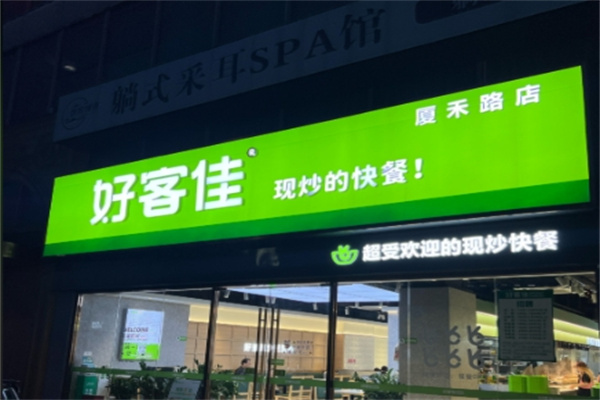 躺式采耳SPA馆
厦禾路店
好客佳®
现炒的快餐!
超受欢迎的现炒快餐